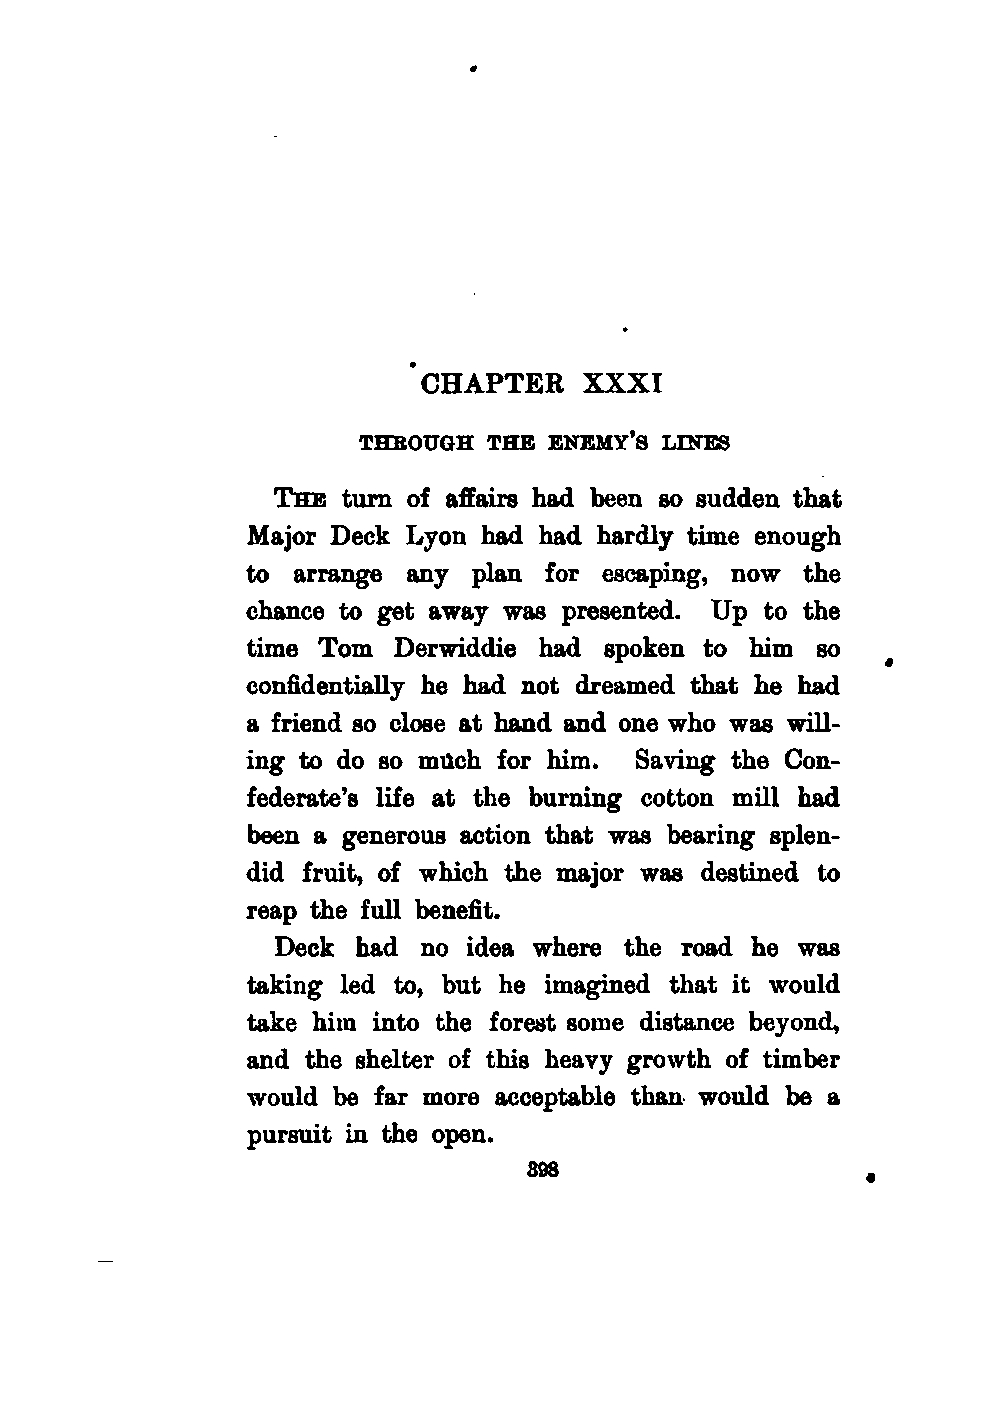 CHAPTER XXXI
THROUGH THE ENEMY'S LINES
THE turn of affairs had been so sudden that
Major Deck Lyon had had hardly time enough
to arrange any plan for escaping, now the
chance to get away was presented. Up to the
time Tom Derwiddie had spoken to him so
confidentially he had not dreamed that he had
a friend so close at hand and one who was will-
ing to do so much for him. Saving the Con-
federate's life at the burning cotton mill had
been a generous action that was bearing splen-
did fruit, of which the major was destined to
reap the full benefit.
Deck had no idea where the road he was
taking led to, but he imagined that it would
take him into the forest some distance beyond,
and the shelter of this heavy growth of timber
would be far more acceptable than would be a
pursuit in the open.
398